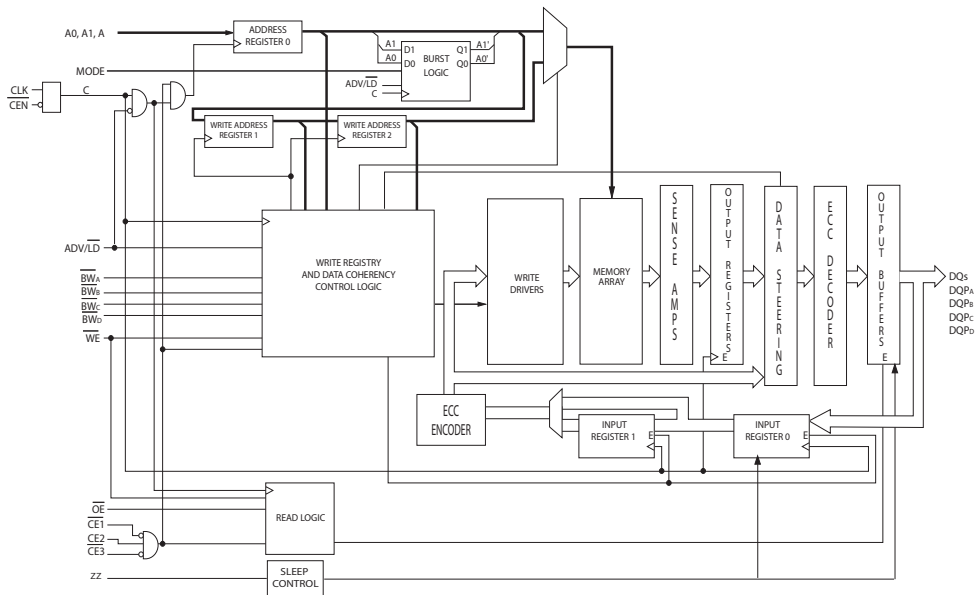 ADDRESS
REGISTER 0
A0, A1, A
A1
A0
D1
D0
BURST
LOGIC
Q1
Q0
A1'
A0'
MODE
ADV/LD
C
CLK
C
CEN
WRITE ADDRESS
REGISTER 1
WRITE ADDRESS
REGISTER 2
WRITE REGISTRY
AND DATA COHERENCY
CONTROL LOGIC
ADV/LD
BWA
BWB
BWC
BWD
WE
WRITE
DRIVERS
MEMORY
ARRAY
SENSE AMPS
OUTPUT REGISTERS
E
DATA STEERING
ECC DECODER
OUTPUT BUFFERS
E
DQs
DQPA
DQPB
DQPC
DQPD
ECC
ENCODER
INPUT
REGISTER 1
E
INPUT
REGISTER 0
E
OE
CE1
CE2
CE3
READ LOGIC
ZZ
SLEEP
CONTROL